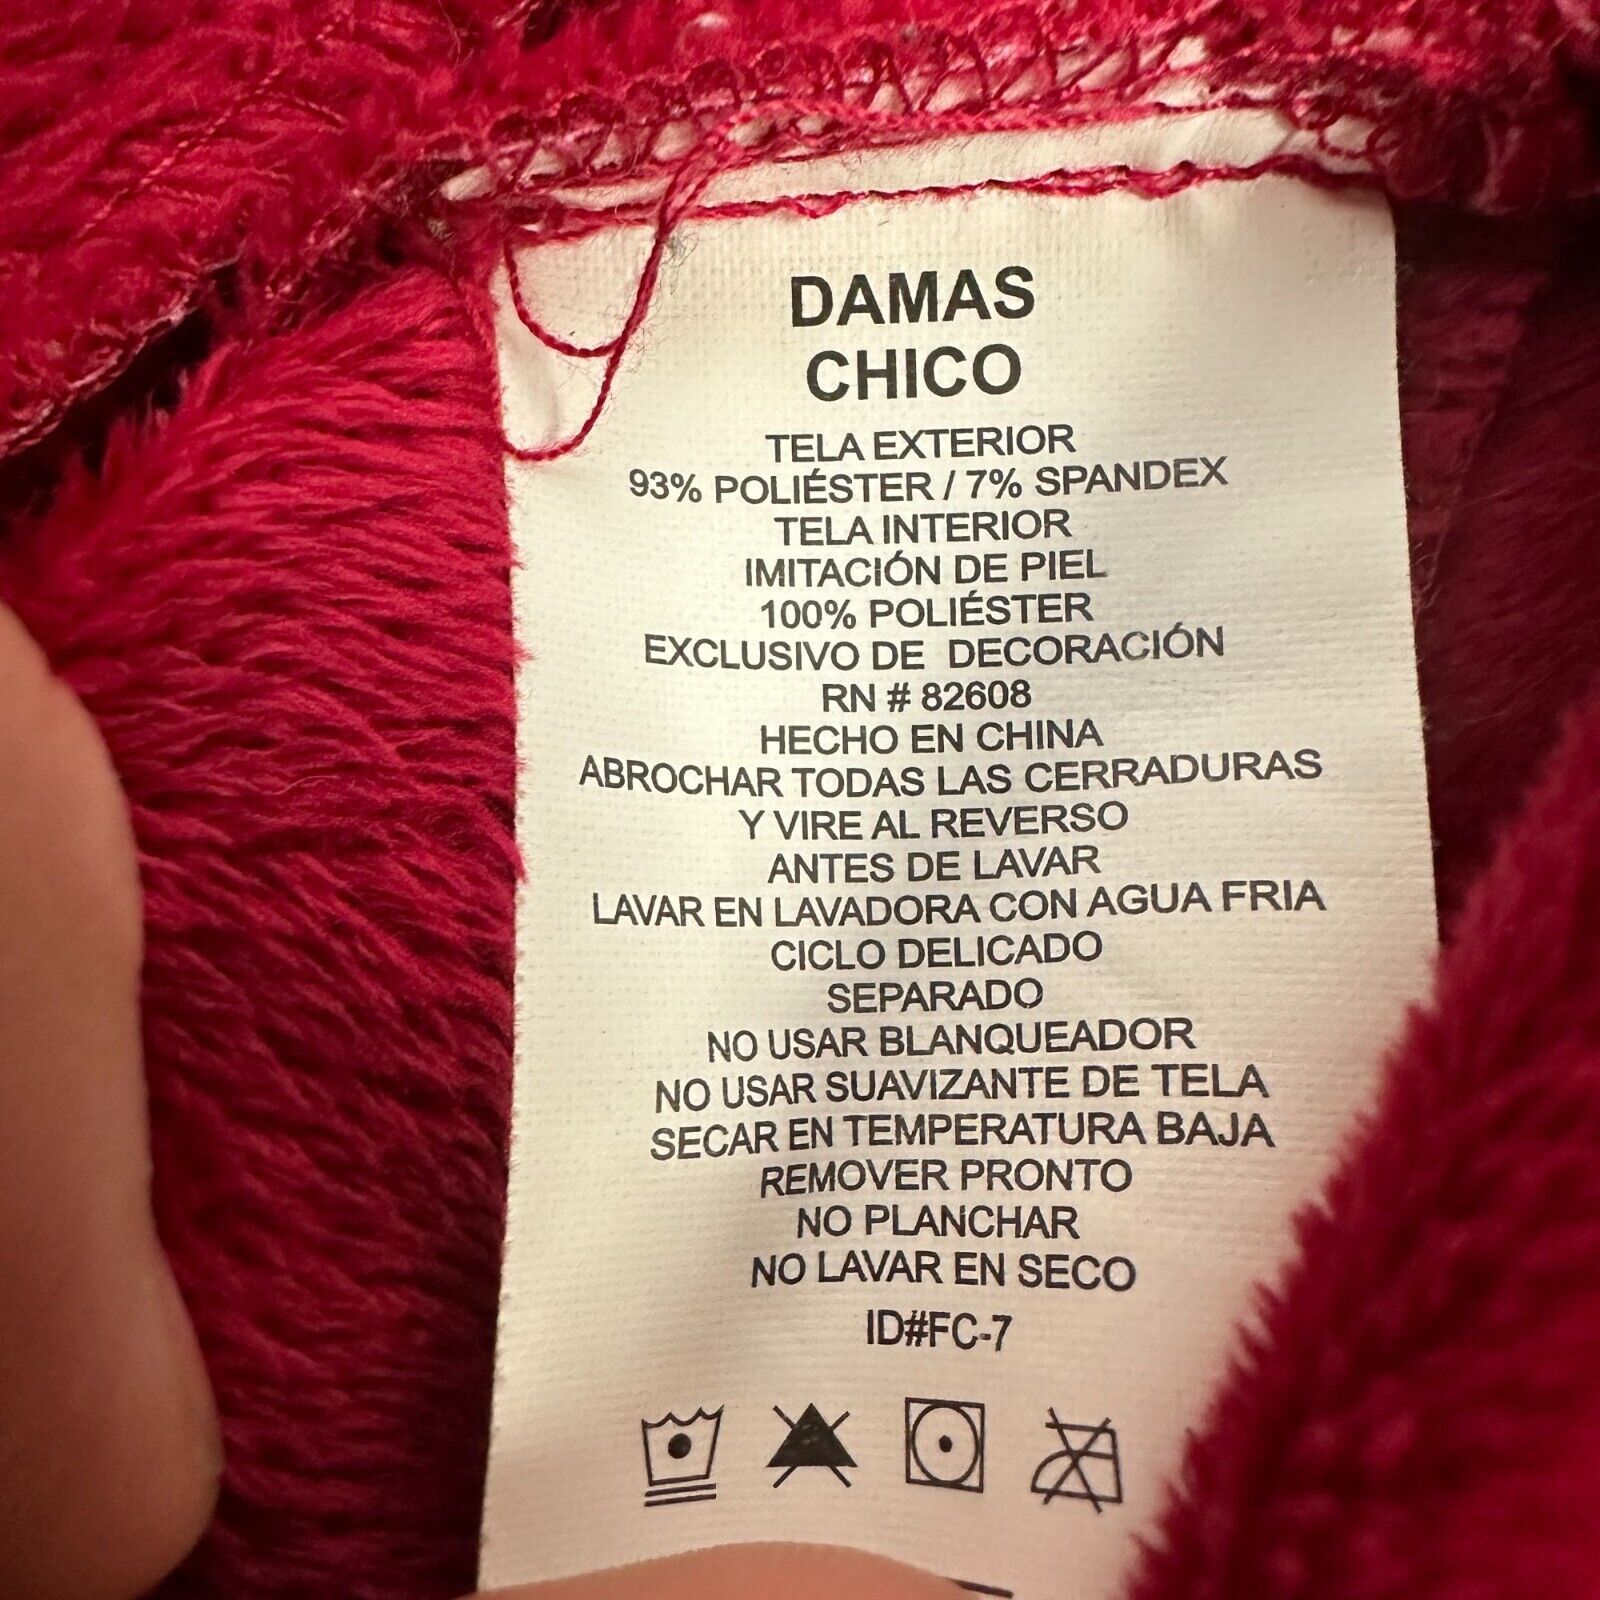 DAMAS
CHICO
TELA EXTERIOR
93% POLIÉSTER / 7% SPANDEX
TELA INTERIOR
IMITACIÓN DE PIEL
100% POLIÉSTER
EXCLUSIVO DE DECORACIÓN
RN # 82608
HECHO EN CHINA
ABROCHAR TODAS LAS CERRADURAS
Y VIRE AL REVERSO
ANTES DE LAVAR
LAVAR EN LAVADORA CON AGUA FRIA
CICLO DELICADO
SEPARADO
NO USAR BLANQUEADOR
NO USAR SUAVIZANTE DE TELA
SECAR EN TEMPERATURA BAJA
REMOVER PRONTO
NO PLANCHAR
NO LAVAR EN SECO
ID#FC-7